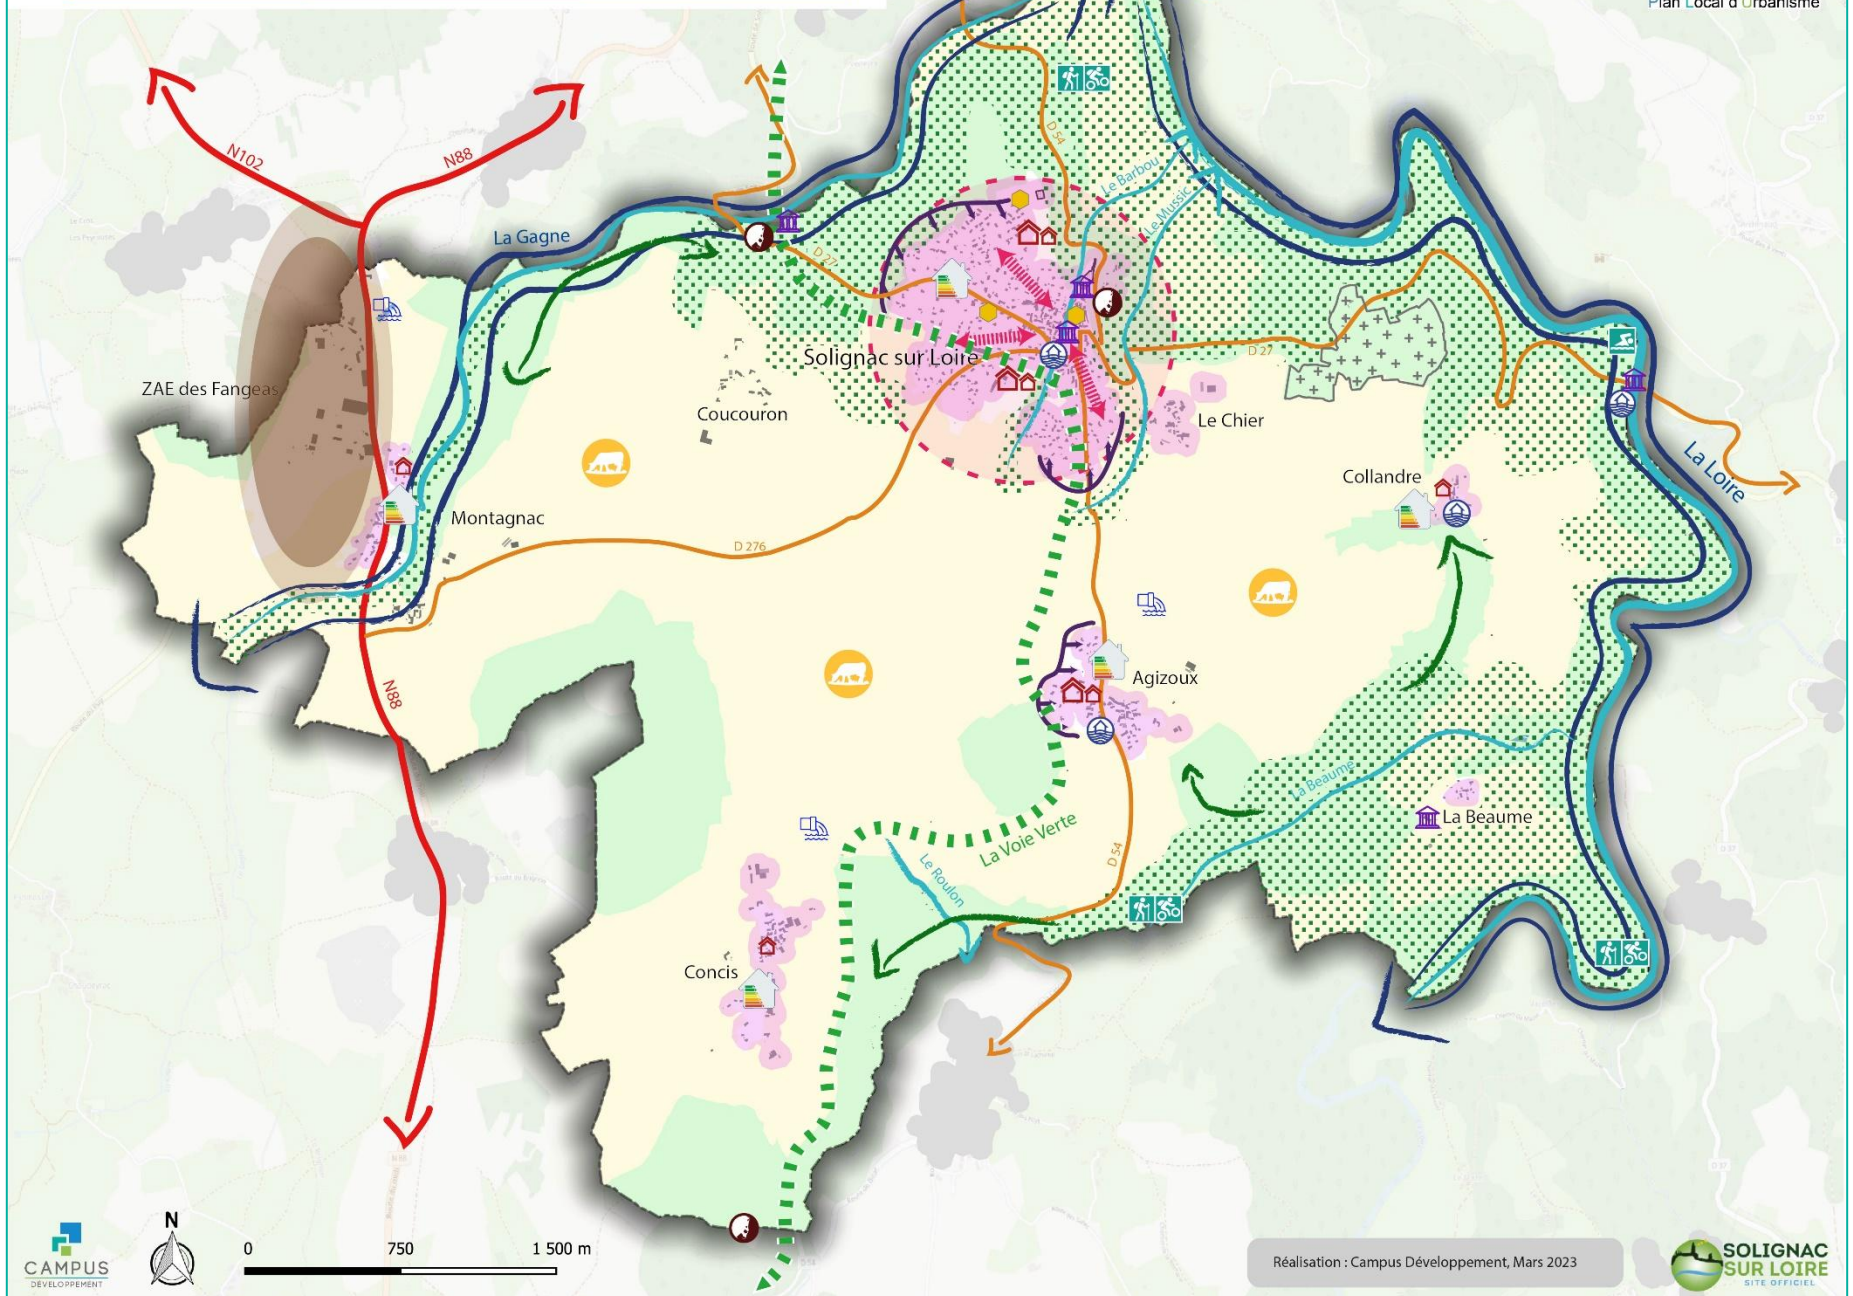 Plan Local d'Urbanisme
N102
N88
D 54
Le Barbou
Le Mussic
La Gagne
D 27
Solignac sur Loire
D 27
ZAE des Fangeas
Coucouron
Le Chier
La Loire
Collandre
Montagnac
D 276
N88
Agizoux
La Beaume
La Beaume
La Voie Verte
D 54
Le Roulon
Concis
N
0 750 1 500 m
CAMPUS
DÉVELOPPEMENT
Réalisation : Campus Développement, Mars 2023
SOLIGNAC
SUR LOIRE
SITE OFFICIEL